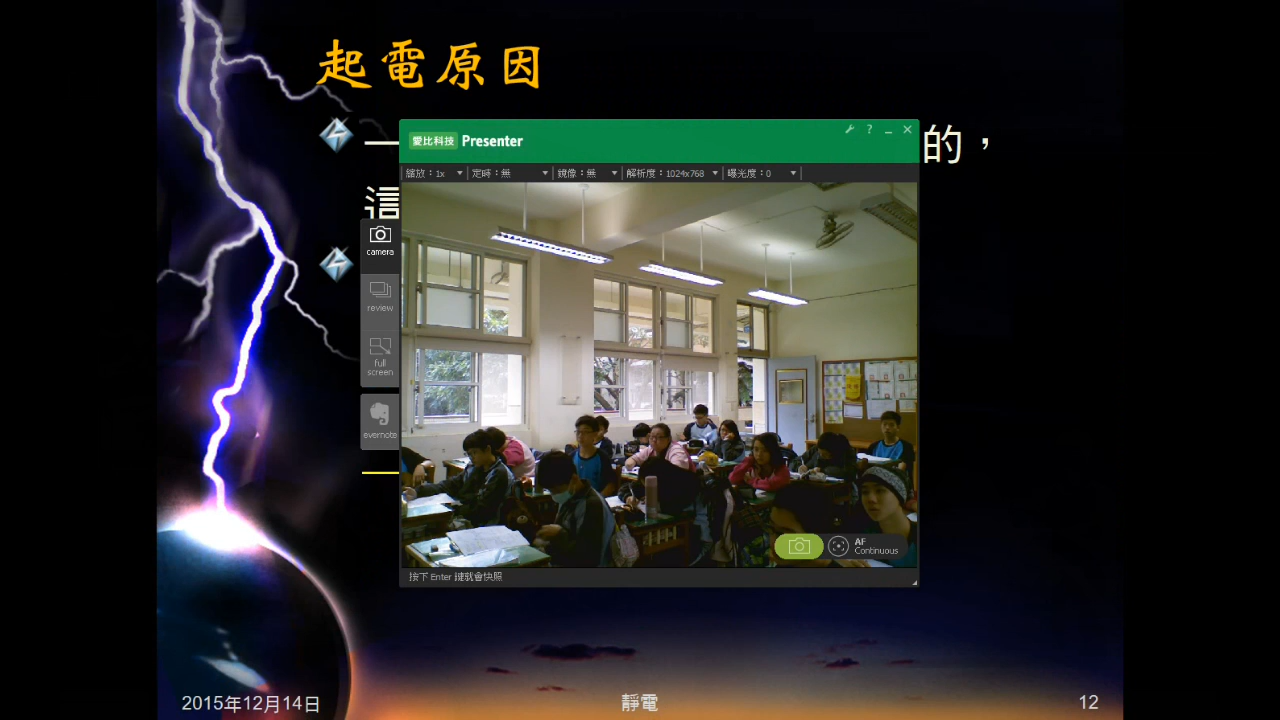 起電原因
一
的，
這
愛比科技 Presenter
縮放：1x 定時：無 鏡像：無 解析度：1024x768 曝光度：0
camera
review
full
screen
evernote
AF
Continuous
按下 Enter 鍵就會快照
2015年12月14日
靜電
12